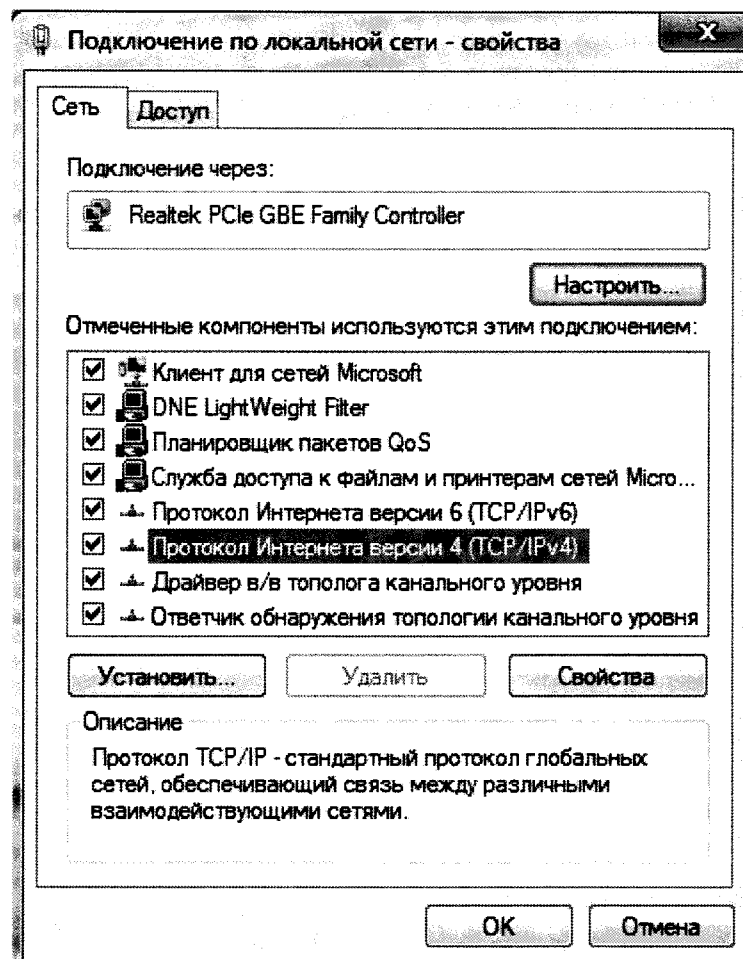 Подключение по локальной сети - свойства
Сеть
Доступ
Подключение через:
Realtek PCIe GBE Family Controller
Настроить...
Отмеченные компоненты используются этим подключением:
Клиент для сетей Microsoft
DNE LightWeight Filter
Планировщик пакетов QoS
Служба доступа к файлам и принтерам сетей Micro...
Протокол Интернета версии 6 (TCP/IPv6)
Протокол Интернета версии 4 (TCP/IPv4)
Драйвер в/в тополога канального уровня
Ответчик обнаружения топологии канального уровня
Установить...
Удалить
Свойства
Описание
Протокол TCP/IP - стандартный протокол глобальных
сетей, обеспечивающий связь между различными
взаимодействующими сетями.
OK
Отмена